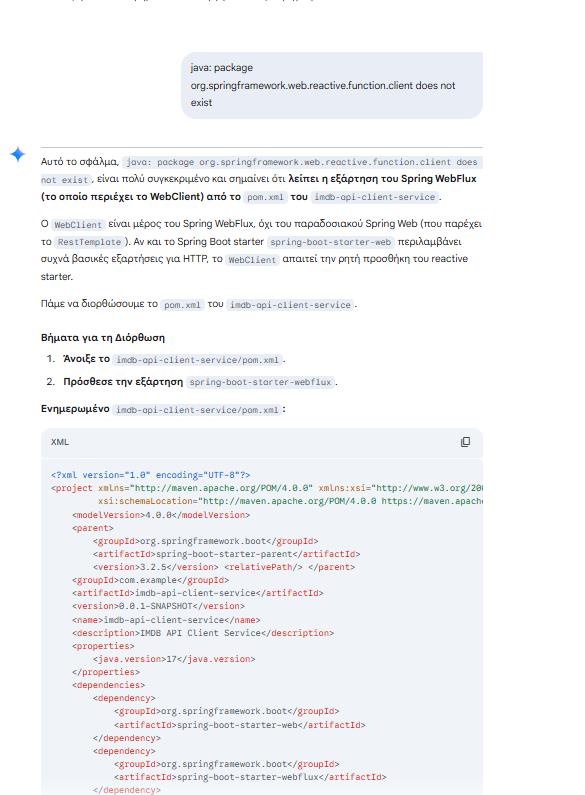 java: package
org.springframework.web.reactive.function.client does not
exist
Αυτό το σφάλμα, java: package org.springframework.web.reactive.function.client does
not exist, είναι πολύ συγκεκριμένο και σημαίνει ότι λείπει η εξάρτηση του Spring WebFlux
(το οποίο περιέχει το WebClient) από το pom.xml του imdb-api-client-service.
Ο WebClient είναι μέρος του Spring WebFlux, όχι του παραδοσιακού Spring Web (που παρέχει
το RestTemplate). Αν και το Spring Boot starter spring-boot-starter-web περιλαμβάνει
συχνά βασικές εξαρτήσεις για HTTP, το WebClient απαιτεί την ρητή προσθήκη του reactive
starter.
Πάμε να διορθώσουμε το pom.xml του imdb-api-client-service.
Βήματα για τη Διόρθωση
1. Άνοιξε το imdb-api-client-service/pom.xml.
2. Πρόσθεσε την εξάρτηση spring-boot-starter-webflux.
Ενημερωμένο imdb-api-client-service/pom.xml:
XML
<?xml version="1.0" encoding="UTF-8"?>
<project xmlns="http://maven.apache.org/POM/4.0.0" xmlns:xsi="http://www.w3.org/200
xsi:schemaLocation="http://maven.apache.org/POM/4.0.0 https://maven.apache
<modelVersion>4.0.0</modelVersion>
<parent>
<groupId>org.springframework.boot</groupId>
<artifactId>spring-boot-starter-parent</artifactId>
<version>3.2.5</version> <relativePath/> </parent>
<groupId>com.example</groupId>
<artifactId>imdb-api-client-service</artifactId>
<version>0.0.1-SNAPSHOT</version>
<name>imdb-api-client-service</name>
<description>IMDB API Client Service</description>
<properties>
<java.version>17</java.version>
</properties>
<dependencies>
<dependency>
<groupId>org.springframework.boot</groupId>
<artifactId>spring-boot-starter-web</artifactId>
</dependency>
<dependency>
<groupId>org.springframework.boot</groupId>
<artifactId>spring-boot-starter-webflux</artifactId>
</dependency>